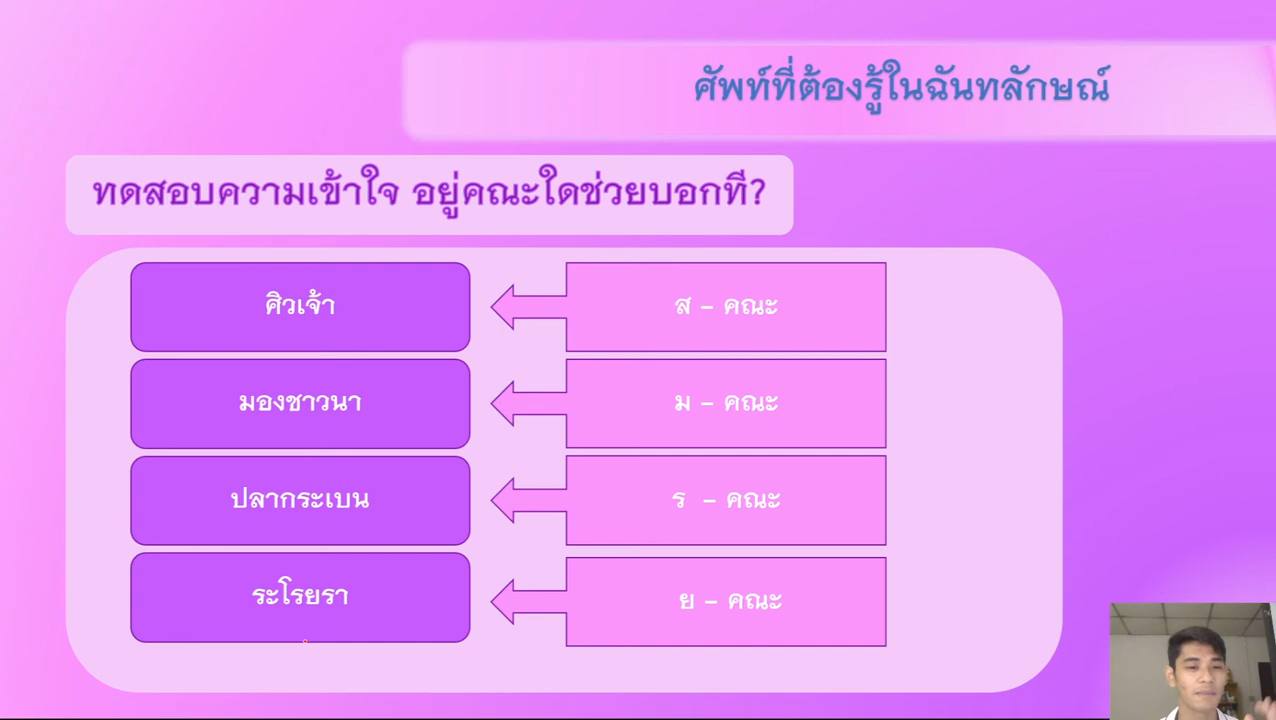 ศัพท์ที่ต้องรู้ในฉันทลักษณ์
ทดสอบความเข้าใจ อยู่คณะใดช่วยบอกที?
ศิวเจ้า
ส – คณะ
มองชาวนา
ม – คณะ
ปลากระเบน
ร – คณะ
ระโรยรา
ย – คณะ